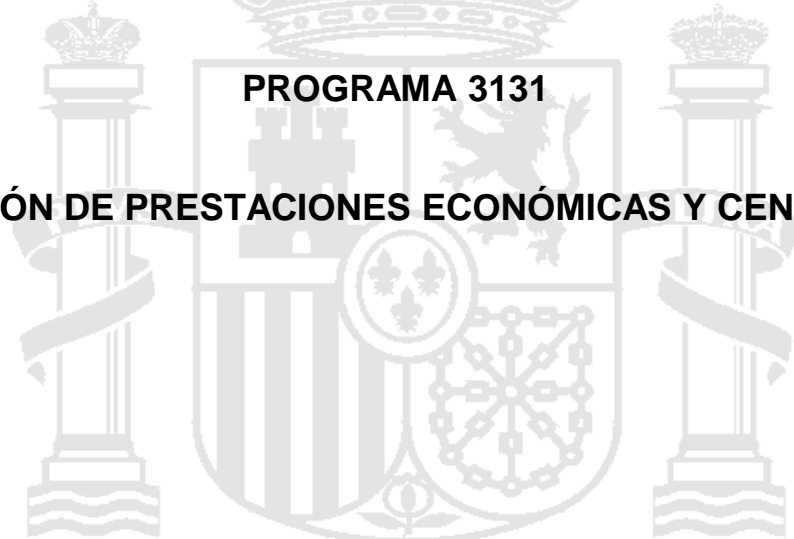 PROGRAMA 3131
ÓN DE PRESTACIONES ECONÓMICAS Y CEN